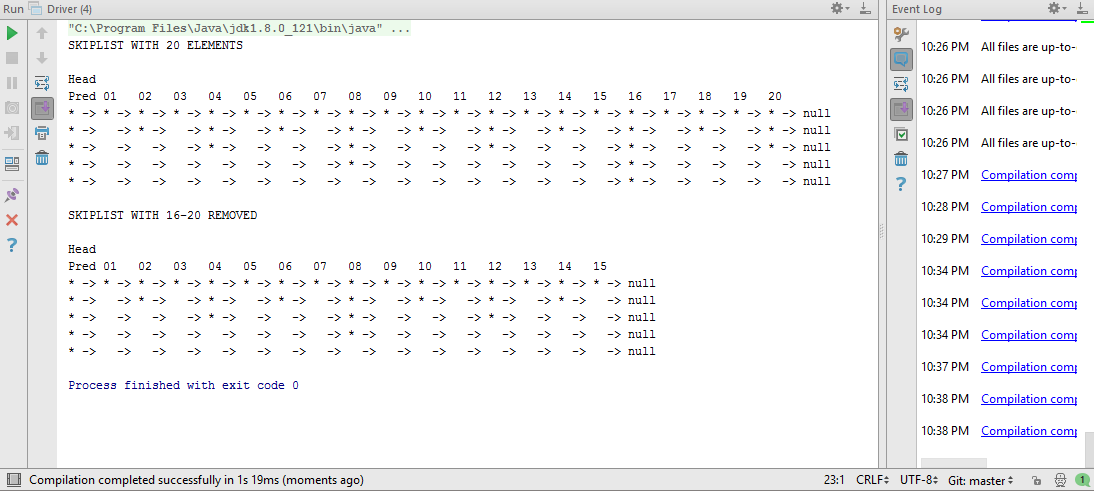 Run Driver (4)
"C:\Program Files\Java\jdk1.8.0_121\bin\java" ...
SKIPLIST WITH 20 ELEMENTS
Head
Pred 01   02   03   04   05   06   07   08   09   10   11   12   13   14   15   16   17   18   19   20
* -> * -> * -> * -> * -> * -> * -> * -> * -> * -> * -> * -> * -> * -> * -> * -> * -> * -> * -> * -> * -> null
* ->   -> * ->   -> * ->   -> * ->   -> * ->   -> * ->   -> * ->   -> * ->   -> * ->   -> * ->   -> * -> null
* ->   ->   ->   -> * ->   ->   ->   -> * ->   ->   ->   -> * ->   ->   ->   -> * ->   ->   ->   -> * -> null
* ->   ->   ->   ->   ->   ->   ->   -> * ->   ->   ->   ->   ->   ->   ->   -> * ->   ->   ->   ->   -> null
* ->   ->   ->   ->   ->   ->   ->   ->   ->   ->   ->   ->   ->   ->   ->   -> * ->   ->   ->   ->   -> null
SKIPLIST WITH 16-20 REMOVED
Head
Pred 01   02   03   04   05   06   07   08   09   10   11   12   13   14   15
* -> * -> * -> * -> * -> * -> * -> * -> * -> * -> * -> * -> * -> * -> * -> * -> null
* ->   -> * ->   -> * ->   -> * ->   -> * ->   -> * ->   -> * ->   -> * ->   -> null
* ->   ->   ->   -> * ->   ->   ->   -> * ->   ->   ->   -> * ->   ->   ->   -> null
* ->   ->   ->   ->   ->   ->   ->   -> * ->   ->   ->   ->   ->   ->   ->   -> null
* ->   ->   ->   ->   ->   ->   ->   ->   ->   ->   ->   ->   ->   ->   ->   -> null
Process finished with exit code 0
Event Log
10:26 PM All files are up-to-
10:26 PM All files are up-to-
10:26 PM All files are up-to-
10:26 PM All files are up-to-
10:27 PM Compilation comp
10:28 PM Compilation comp
10:29 PM Compilation comp
10:34 PM Compilation comp
10:34 PM Compilation comp
10:34 PM Compilation comp
10:37 PM Compilation comp
10:38 PM Compilation comp
10:38 PM Compilation comp
Compilation completed successfully in 1s 19ms (moments ago) 23:1 CRLF UTF-8 Git: master 1